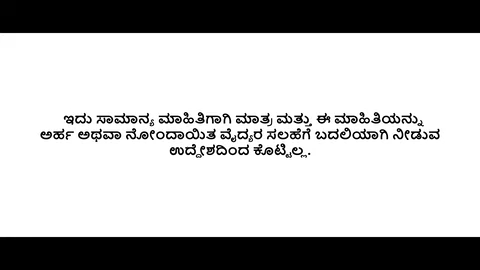 ಇದು ಸಾಮಾನ್ಯ ಮಾಹಿತಿಗಾಗಿ ಮಾತ್ರ ಮತ್ತು ಈ ಮಾಹಿತಿಯನ್ನು
ಅರ್ಹ ಅಥವಾ ನೋಂದಾಯಿತ ವೈದ್ಯರ ಸಲಹೆಗೆ ಬದಲಿಯಾಗಿ ನೀಡುವ
ಉದ್ದೇಶದಿಂದ ಕೊಟ್ಟಿಲ್ಲ.